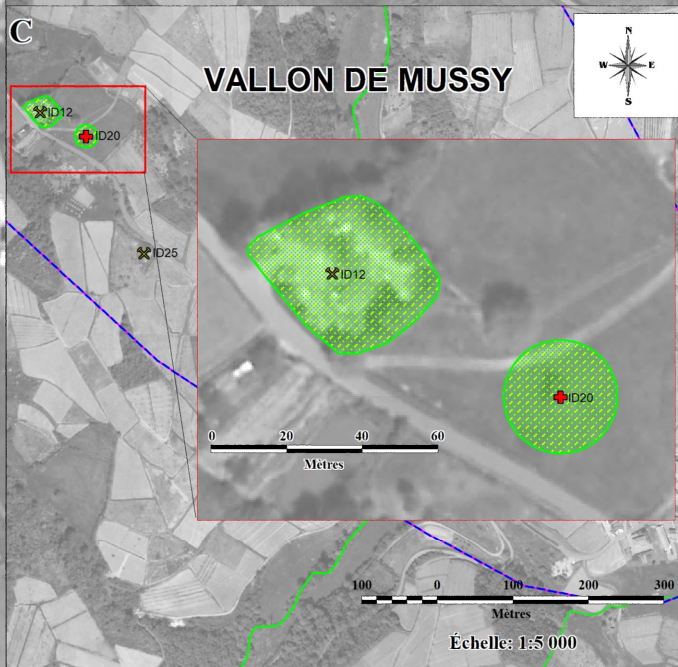 C
VALLON DE MUSSY
N
W E
S
ID12
ID20
ID25
ID12
ID20
0 20 40 60
Mètres
100 0 100 200 300
Mètres
Échelle: 1:5 000